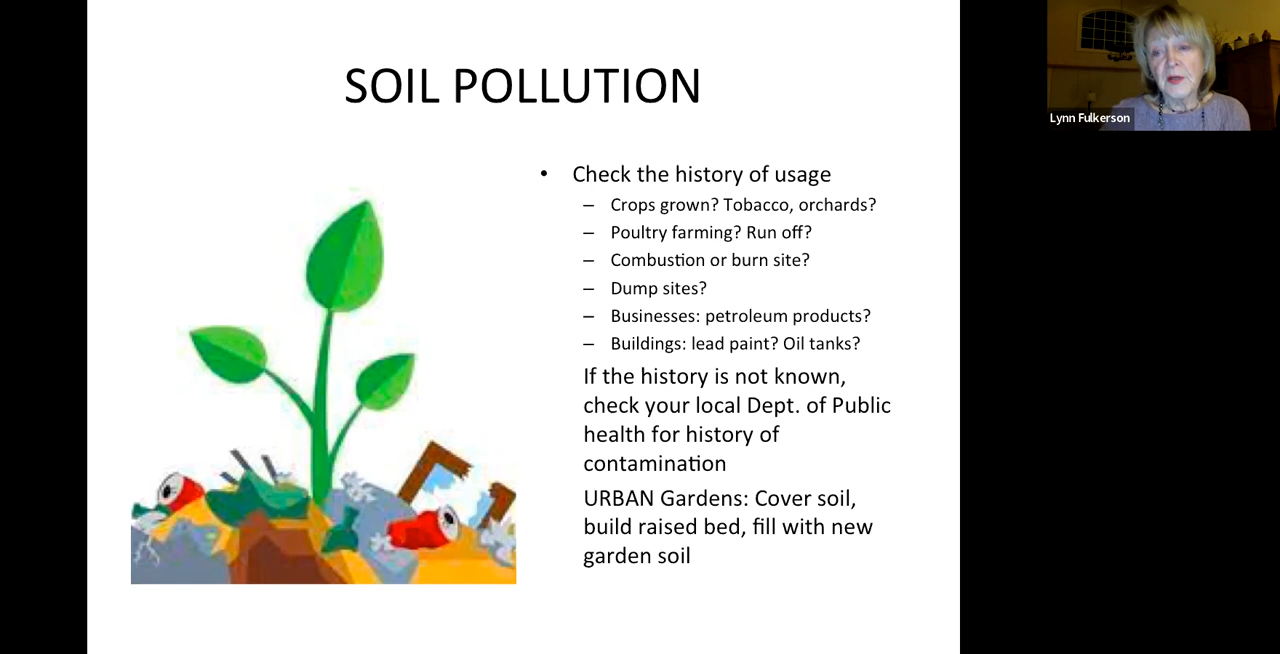 SOIL POLLUTION
Lynn Fulkerson
• Check the history of usage
– Crops grown? Tobacco, orchards?
– Poultry farming? Run off?
– Combustion or burn site?
– Dump sites?
– Businesses: petroleum products?
– Buildings: lead paint? Oil tanks?
If the history is not known,
check your local Dept. of Public
health for history of
contamination
URBAN Gardens: Cover soil,
build raised bed, fill with new
garden soil